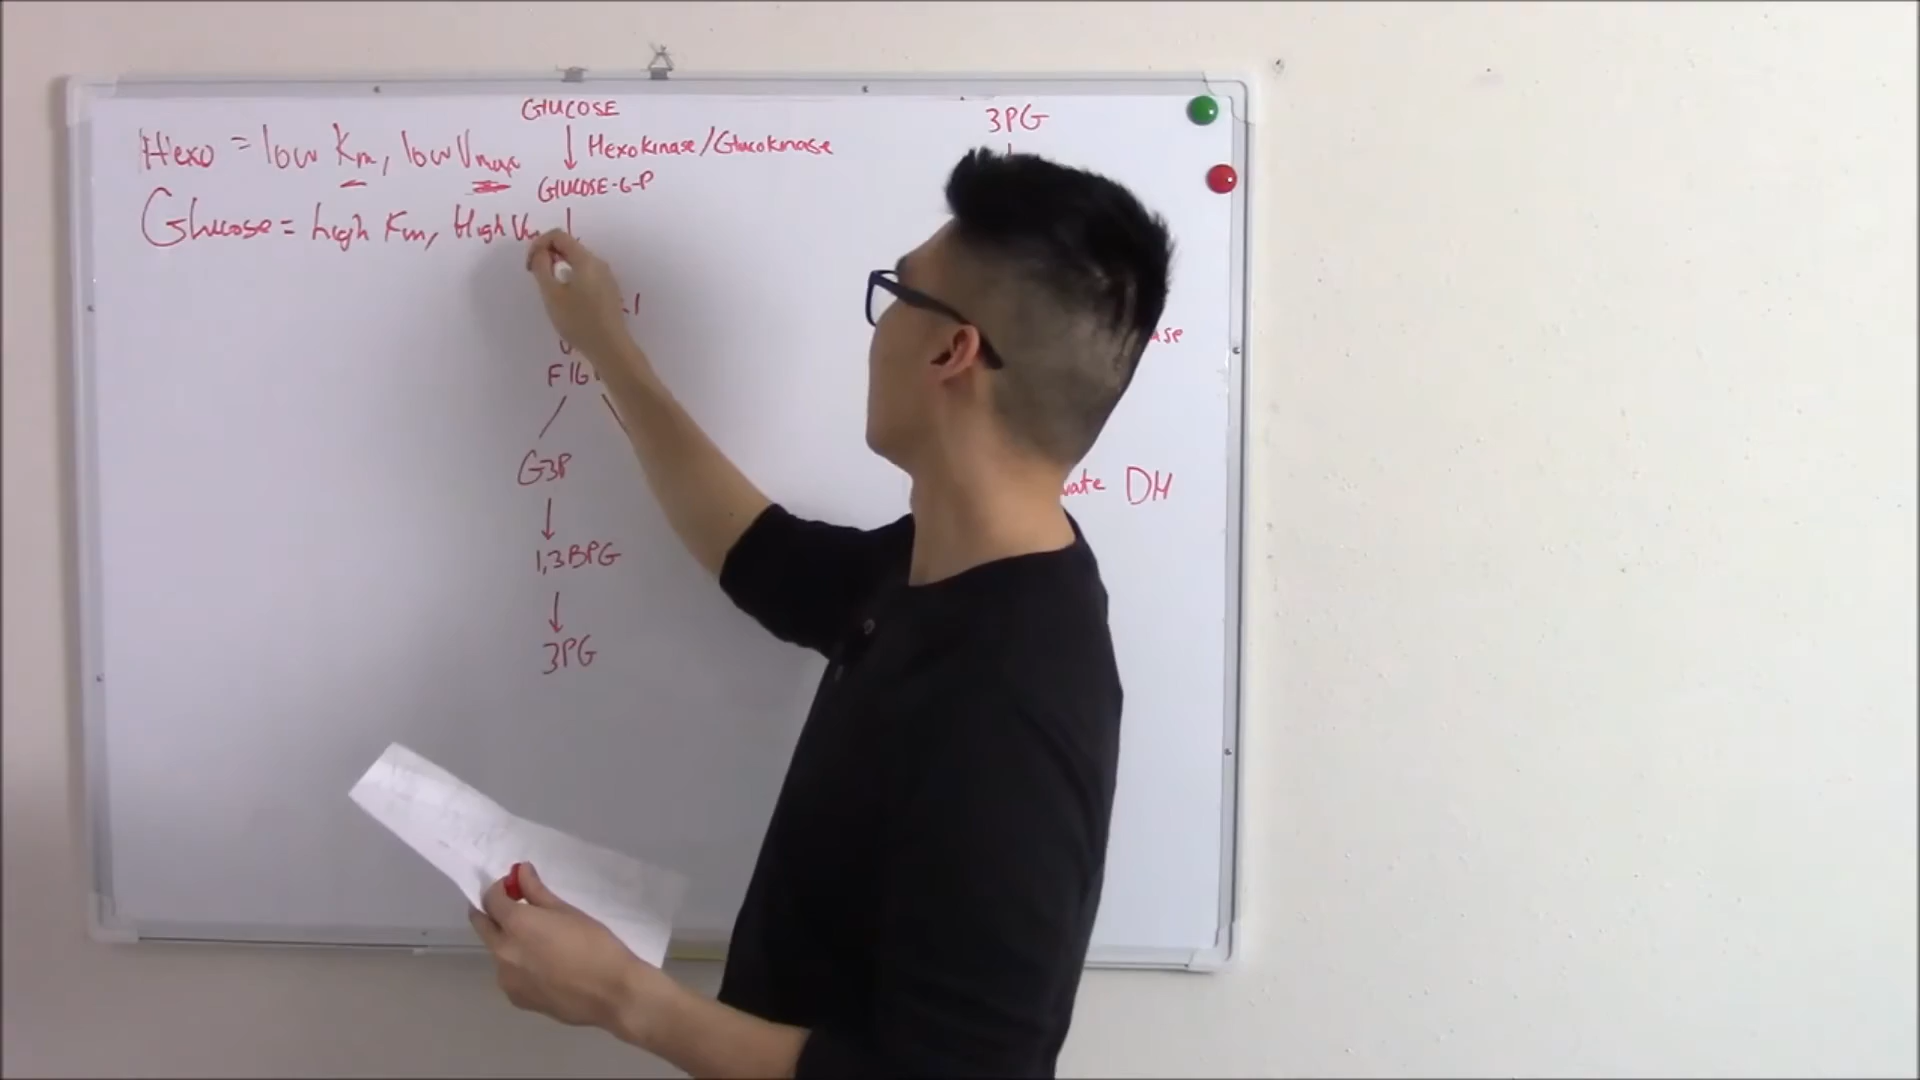 Hexo = low Km, low Vmax
Glucose = high Km, High Vm
GLUCOSE
↓ Hexokinase/Glucokinase
GLUCOSE-6-P
↓
F16
G3P
↓
1,3BPG
↓
3PG
3PG
DH